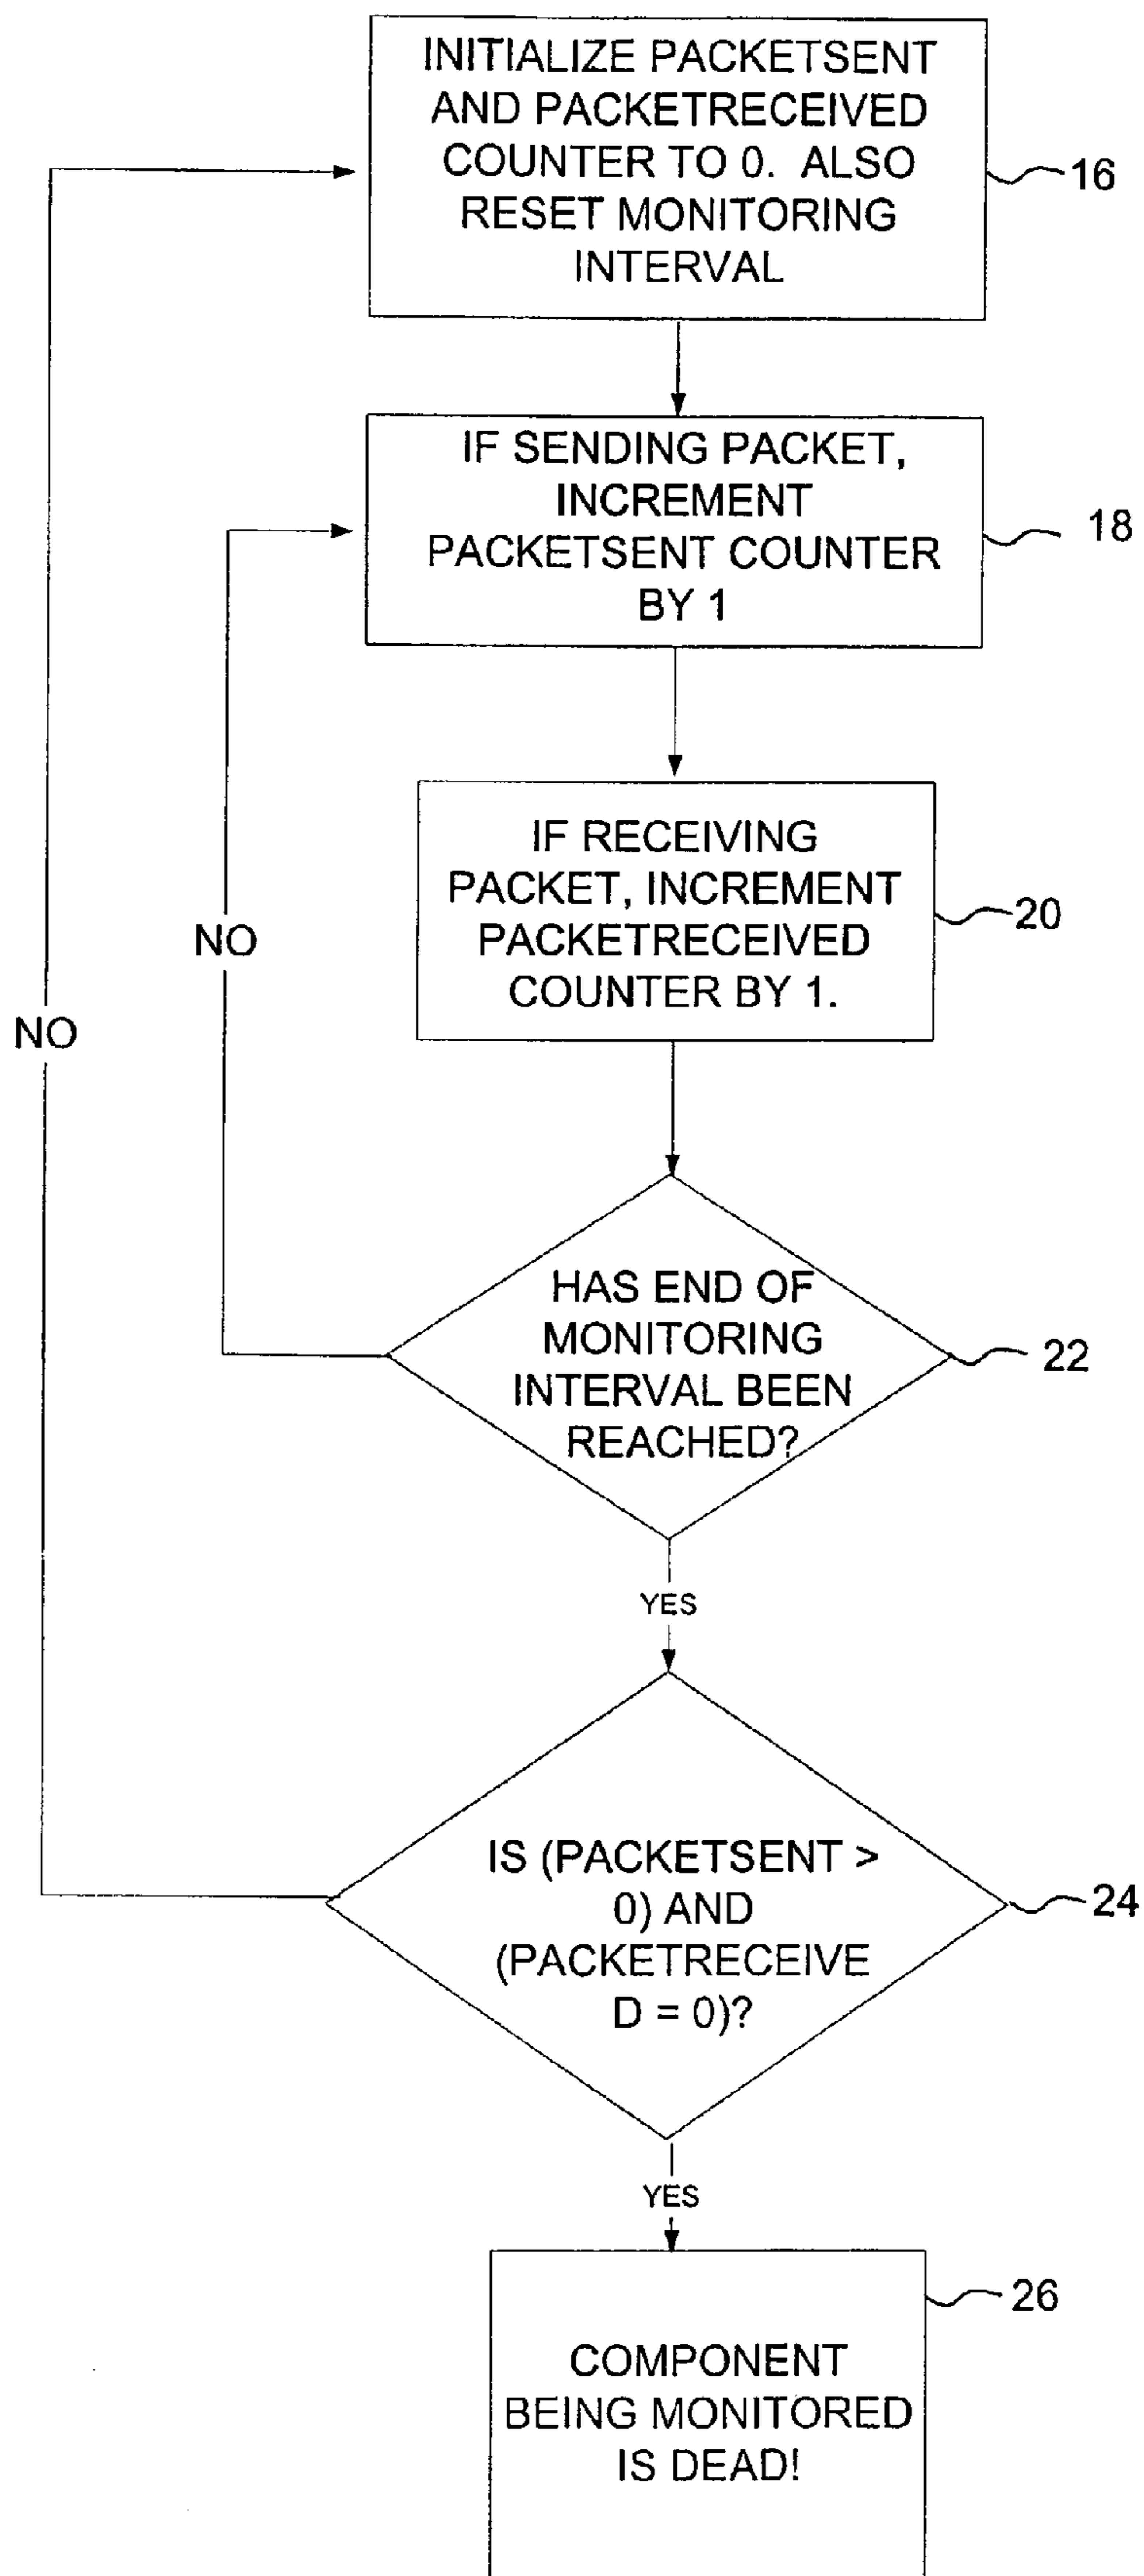 INITIALIZE PACKETSENT
AND PACKETRECEIVED
COUNTER TO 0. ALSO
RESET MONITORING
INTERVAL
16
IF SENDING PACKET,
INCREMENT
PACKETSENT COUNTER
BY 1
18
IF RECEIVING
PACKET, INCREMENT
PACKETRECEIVED
COUNTER BY 1.
20
NO
NO
HAS END OF
MONITORING
INTERVAL BEEN
REACHED?
22
YES
IS (PACKETSENT >
0) AND
(PACKETRECEIVE
D = 0)?
24
YES
26
COMPONENT
BEING MONITORED
IS DEAD!